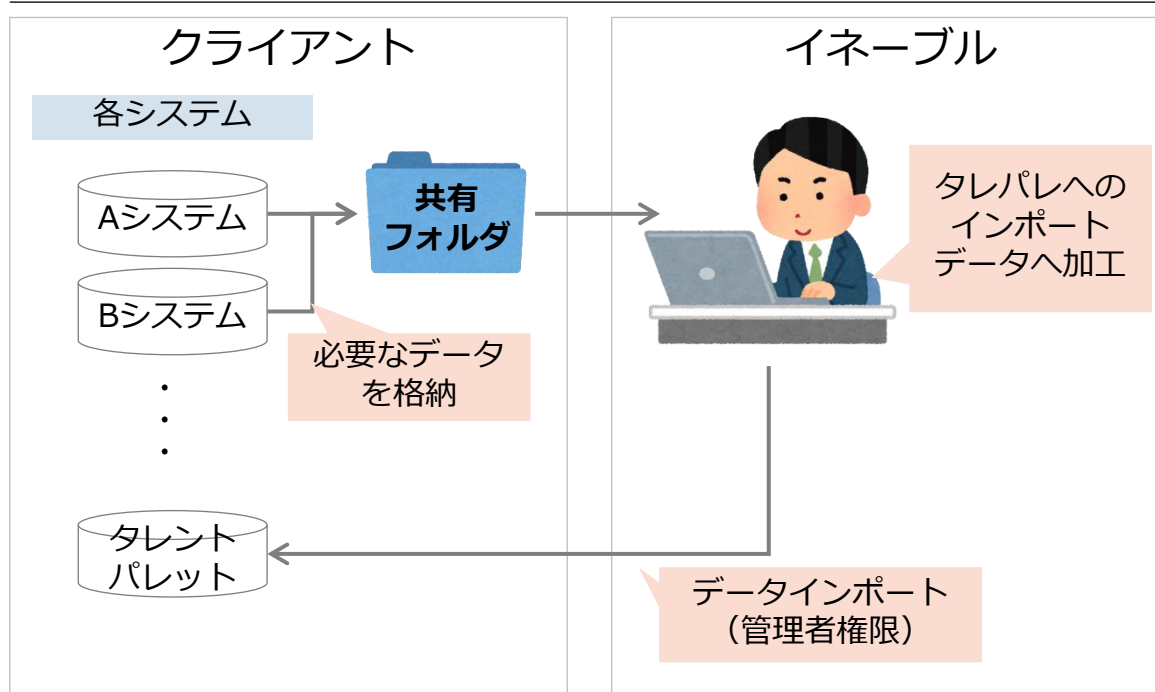 クライアント
イネーブル
各システム
Aシステム
Bシステム
・
・
・
共有
フォルダ
必要なデータ
を格納
タレパレへの
インポート
データへ加工
タレント
パレット
データインポート
（管理者権限）